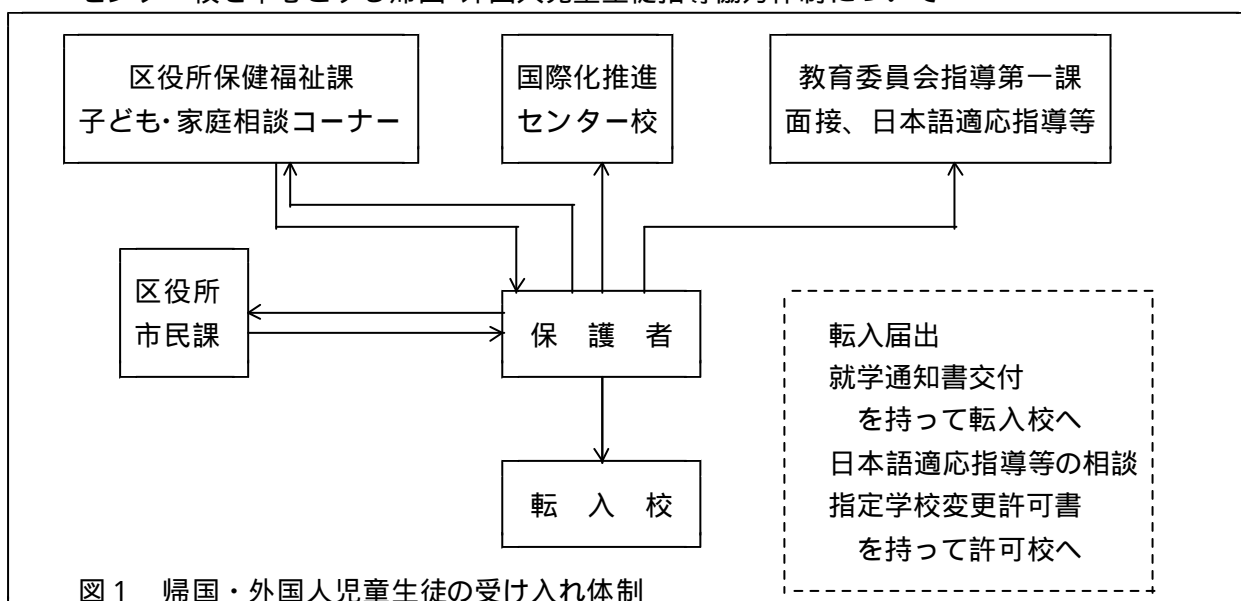 区役所保健福祉課
子ども・家庭相談コーナー
国際化推進
センター校
教育委員会指導第一課
面接、日本語適応指導等
区役所
市民課
保 護 者
転 入 校
転入届出
就学通知書交付
を持って転入校へ
日本語適応指導等の相談
指定学校変更許可書
を持って許可校へ
図1 帰国・外国人児童生徒の受け入れ体制